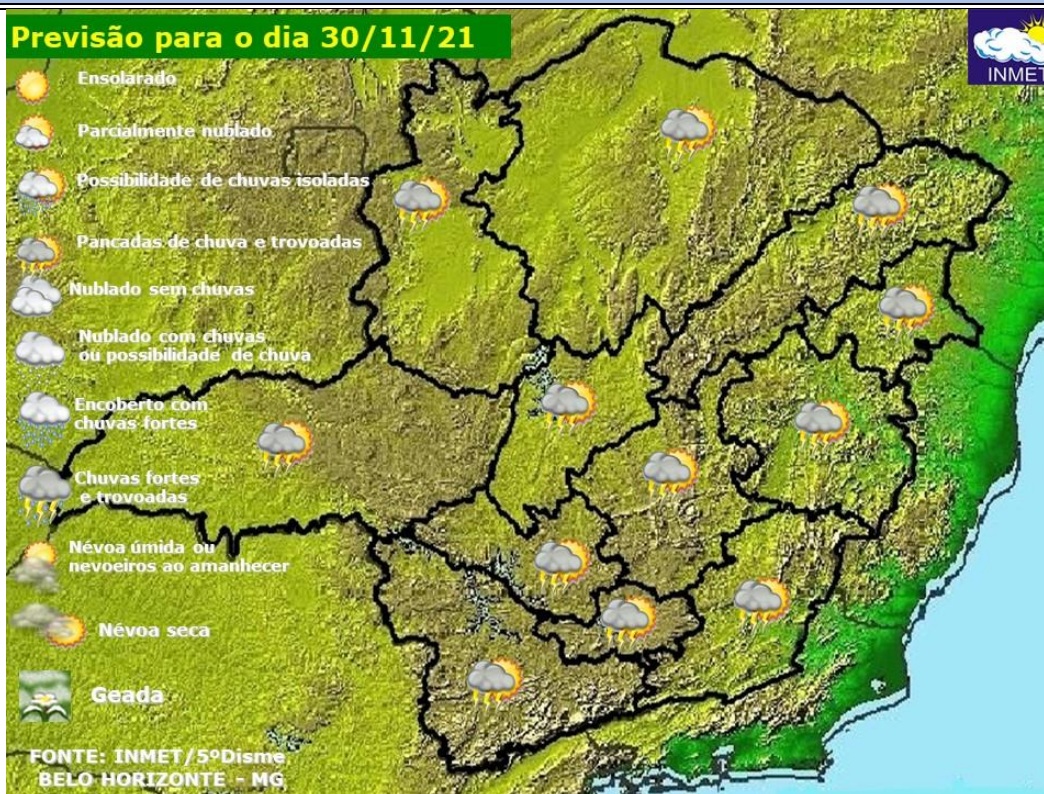 Previsão para o dia 30/11/21
INMET
Ensolarado
Parcialmente nublado
Possibilidade de chuvas isoladas
Pancadas de chuva e trovoadas
Nublado sem chuvas
Nublado com chuvas
ou possibilidade de chuva
Encoberto com
chuvas fortes
Chuvas fortes
e trovoadas
Névoa úmida ou
nevoeiros ao amanhecer
Névoa seca
Geada
FONTE: INMET/5ºDisme
BELO HORIZONTE - MG